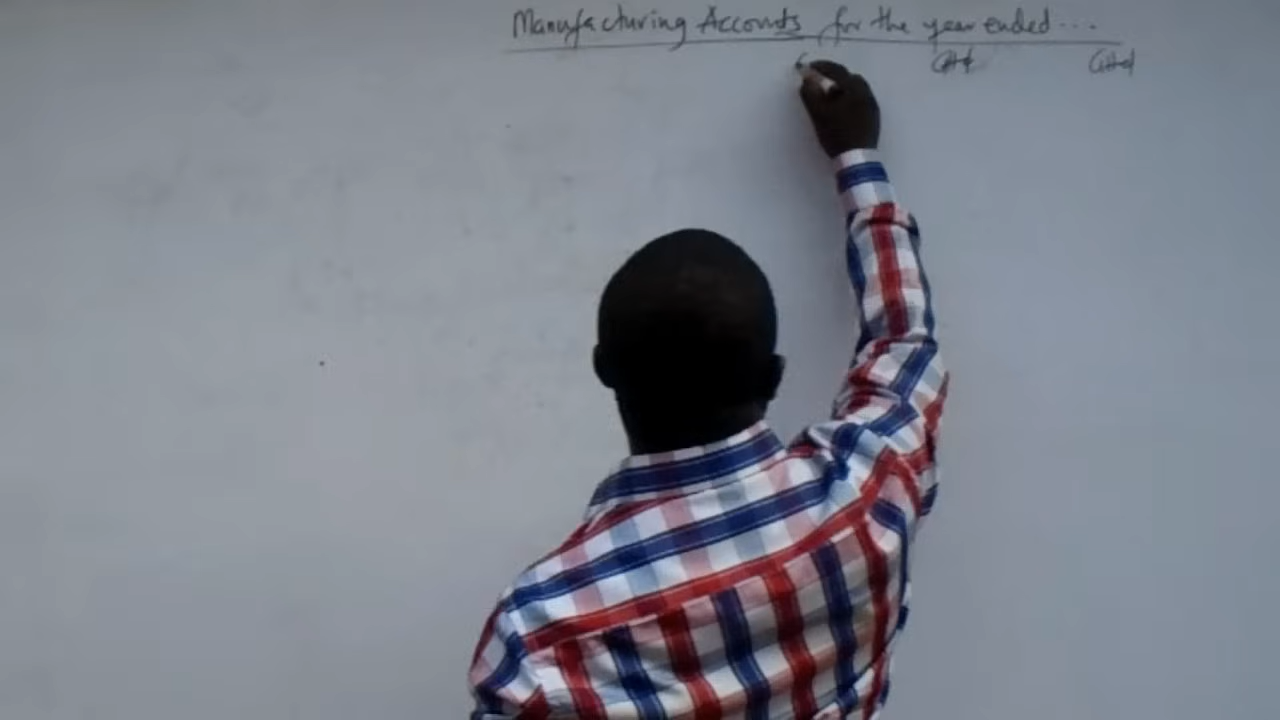 Manufacturing Accounts for the year ended ...
GH¢ GH¢